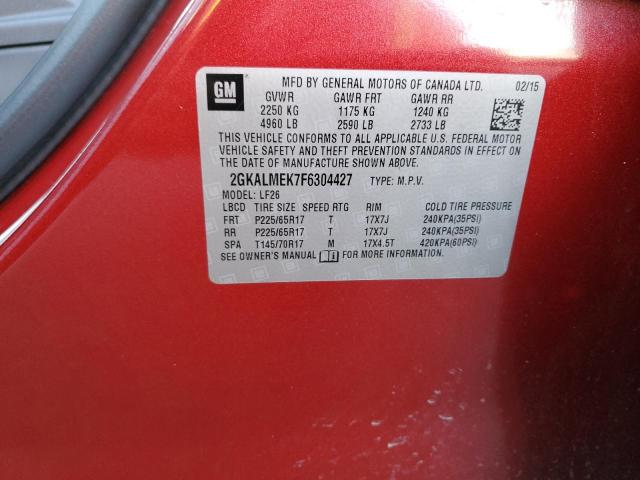 GM
MFD BY GENERAL MOTORS OF CANADA LTD. 02/15
GVWR GAWR FRT GAWR RR
2250 KG 1175 KG 1240 KG
4960 LB 2590 LB 2733 LB
THIS VEHICLE CONFORMS TO ALL APPLICABLE U.S. FEDERAL MOTOR
VEHICLE SAFETY AND THEFT PREVENTION STANDARDS IN EFFECT ON THE
DATE OF MANUFACTURE SHOWN ABOVE.
2GKALMEK7F6304427 TYPE: M.P.V.
MODEL: LF26
LBCD TIRE SIZE SPEED RTG RIM COLD TIRE PRESSURE
FRT P225/65R17 T 17X7J 240KPA(35PSI)
RR P225/65R17 T 17X7J 240KPA(35PSI)
SPA T145/70R17 M 17X4.5T 420KPA(60PSI)
SEE OWNER'S MANUAL FOR MORE INFORMATION.